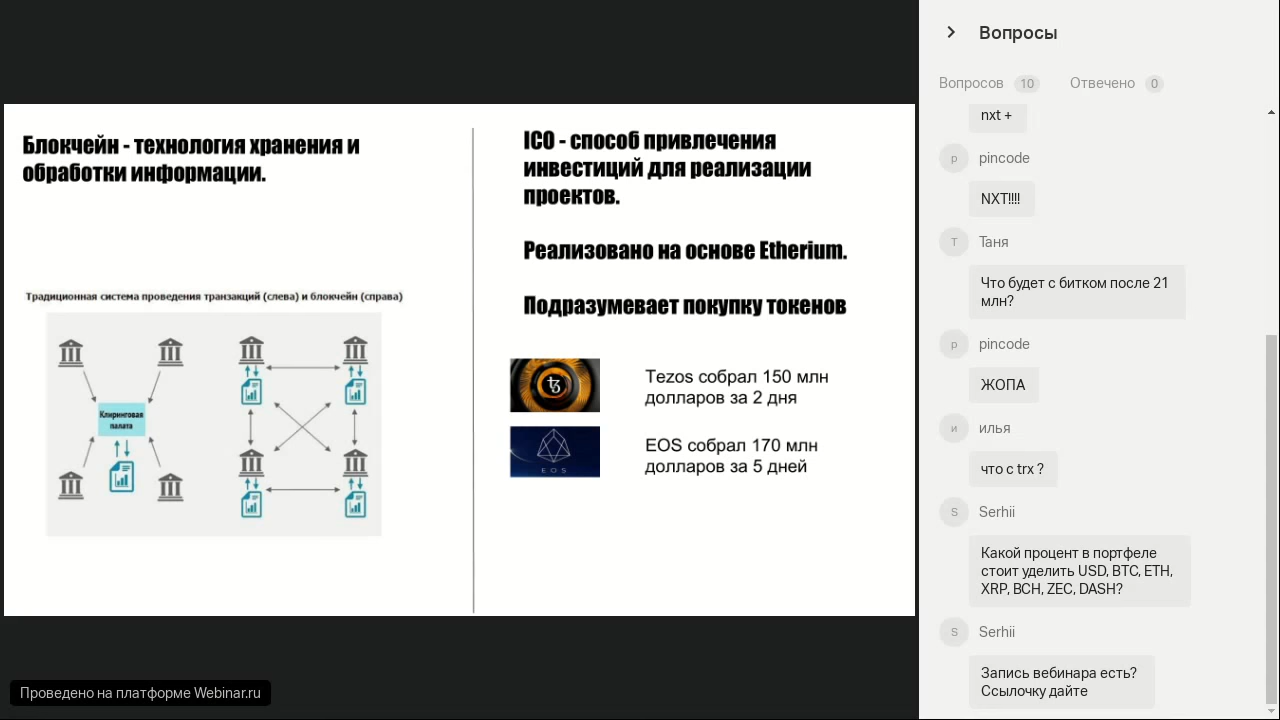 Блокчейн - технология хранения и
обработки информации.
Традиционная система проведения транзакций (слева) и блокчейн (справа)
Клиринговая
палата
ICO - способ привлечения
инвестиций для реализации
проектов.
Реализовано на основе Etherium.
Подразумевает покупку токенов
Tezos собрал 150 млн
долларов за 2 дня
EOS
EOS собрал 170 млн
долларов за 5 дней
Проведено на платформе Webinar.ru
Вопросы
Вопросов 10 Отвечено 0
nxt +
p pincode
NXT!!!!
Т Таня
Что будет с битком после 21
млн?
p pincode
ЖОПА
и илья
что с trx ?
S Serhii
Какой процент в портфеле
стоит уделить USD, BTC, ETH,
XRP, BCH, ZEC, DASH?
S Serhii
Запись вебинара есть?
Ссылочку дайте